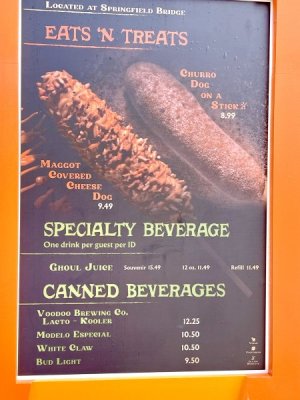 Located at Springfield Bridge
Eats 'N Treats
Churro
Dog
on a
Stick
8.99
Maggot
Covered
Cheese
Dog
9.49
Specialty Beverage
One drink per guest per ID
Ghoul Juice Souvenir 15.49 12 oz. 11.49 Refill 11.49
Canned Beverages
Voodoo Brewing Co.
Lacto - Kooler 12.25
Modelo Especial 10.50
White Claw 10.50
Bud Light 9.50